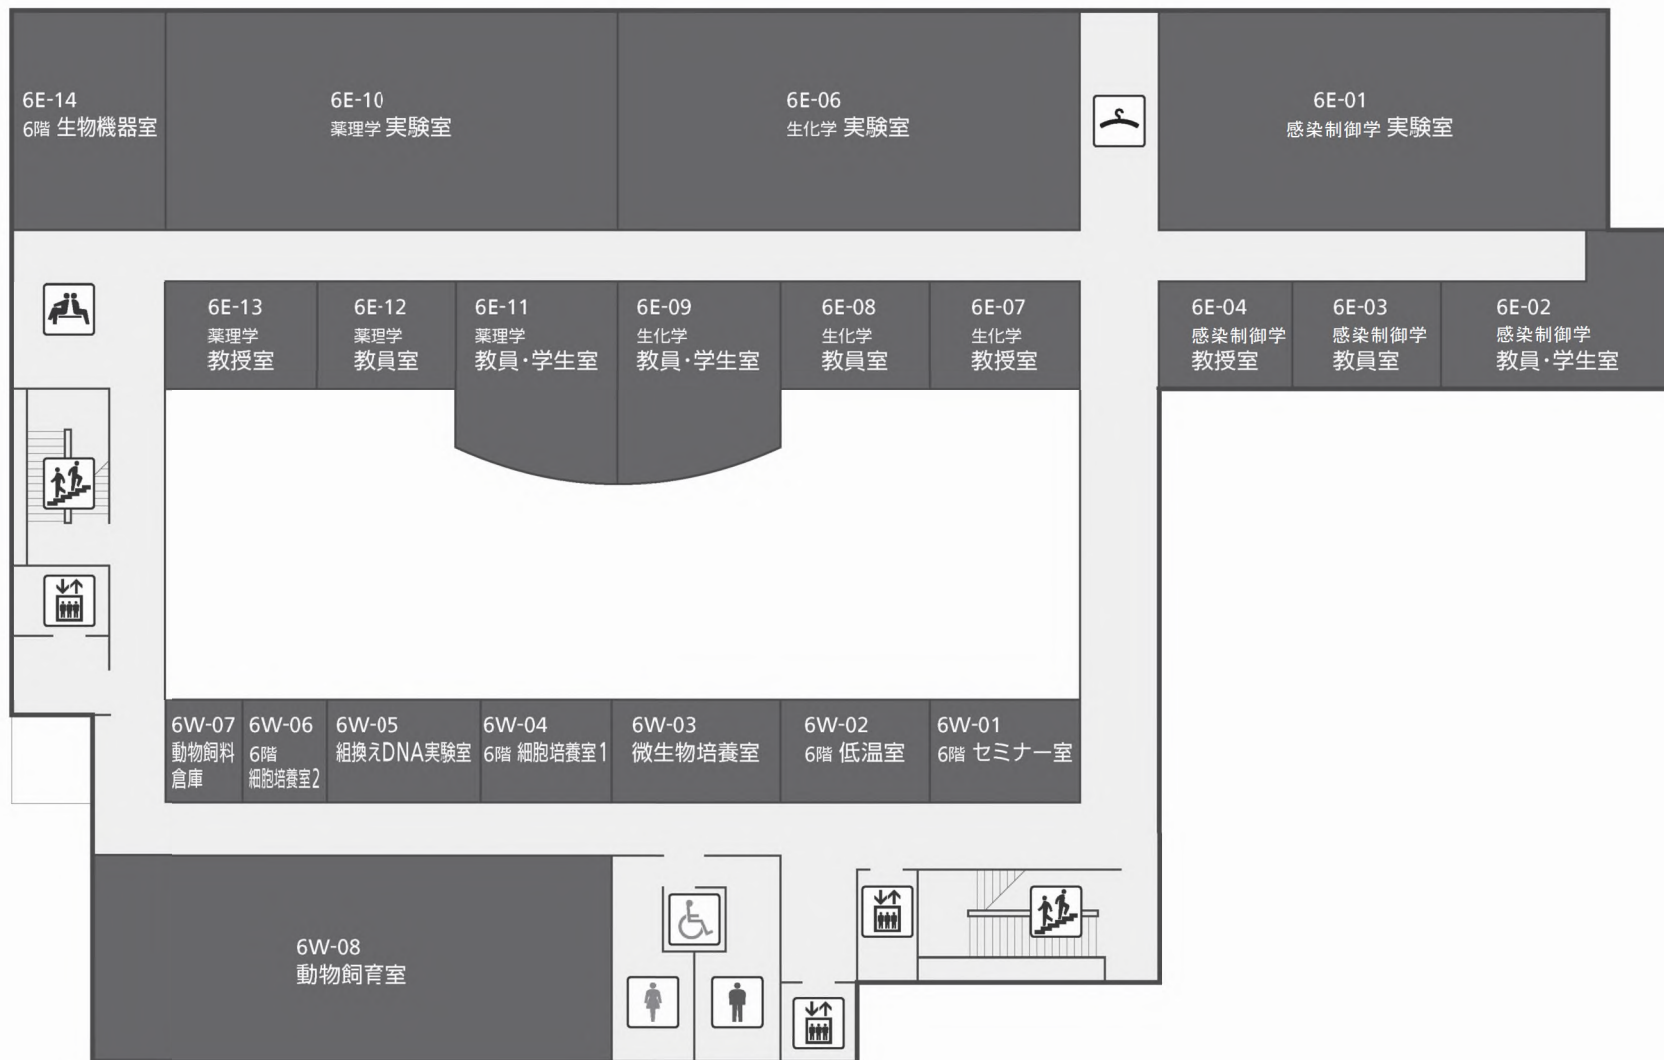 6E-14
6階 生物機器室
6E-10
薬理学 実験室
6E-06
生化学 実験室
6E-01
感染制御学 実験室
6E-13
薬理学
教授室
6E-12
薬理学
教員室
6E-11
薬理学
教員・学生室
6E-09
生化学
教員・学生室
6E-08
生化学
教員室
6E-07
生化学
教授室
6E-04
感染制御学
教授室
6E-03
感染制御学
教員室
6E-02
感染制御学
教員・学生室
6W-07
動物飼料
倉庫
6W-06
6階
細胞培養室2
6W-05
組換えDNA実験室
6W-04
6階 細胞培養室1
6W-03
微生物培養室
6W-02
6階 低温室
6W-01
6階 セミナー室
6W-08
動物飼育室